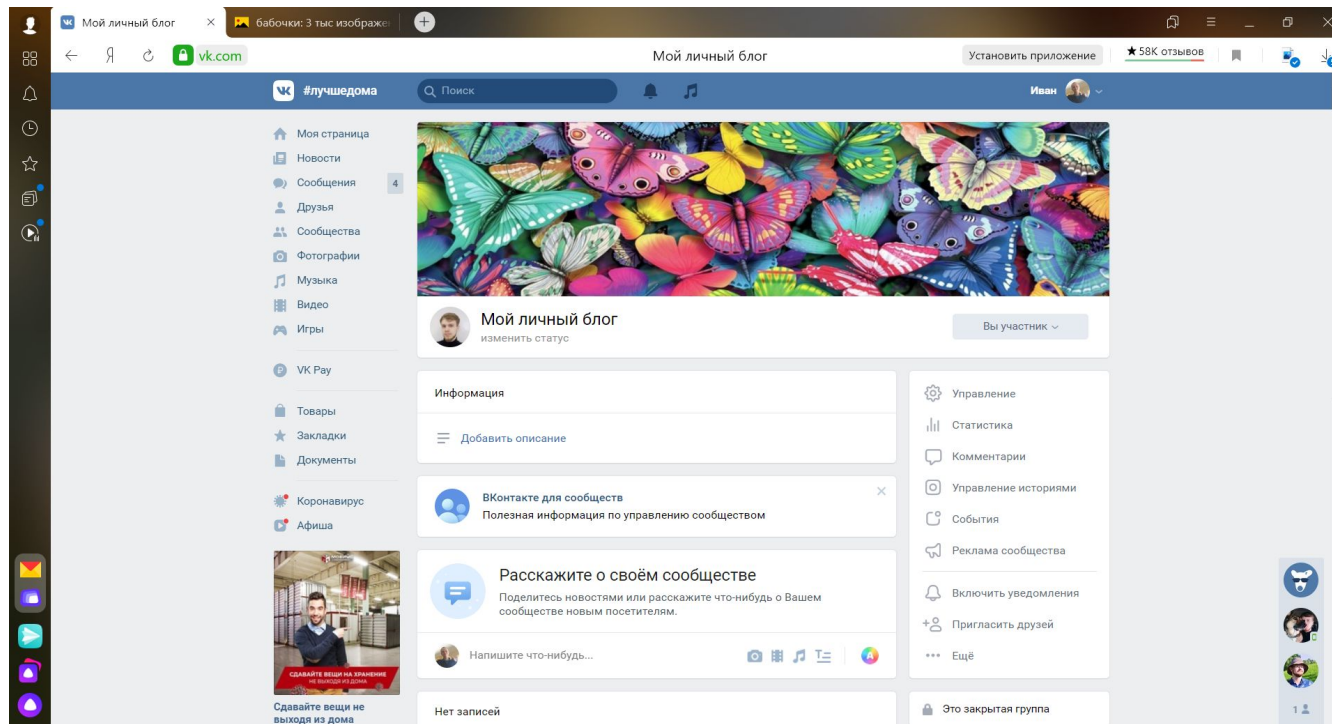 Мой личный блог
бабочки: 3 тыс изображе
vk.com
Мой личный блог
Установить приложение
★ 58K отзывов
#лучшедома
Поиск
Иван
Моя страница
Новости
Сообщения 4
Друзья
Сообщества
Фотографии
Музыка
Видео
Игры
VK Pay
Товары
Закладки
Документы
Коронавирус
Афиша
СДАВАЙТЕ ВЕЩИ НА ХРАНЕНИЕ
НЕ ВЫХОДЯ ИЗ ДОМА
Сдавайте вещи не
выходя из дома
Мой личный блог
изменить статус
Вы участник
Информация
Добавить описание
ВКонтакте для сообществ
Полезная информация по управлению сообществом
Расскажите о своём сообществе
Поделитесь новостями или расскажите что-нибудь о Вашем
сообществе новым посетителям.
Напишите что-нибудь...
Нет записей
Управление
Статистика
Комментарии
Управление историями
События
Реклама сообщества
Включить уведомления
Пригласить друзей
Ещё
Это закрытая группа
1